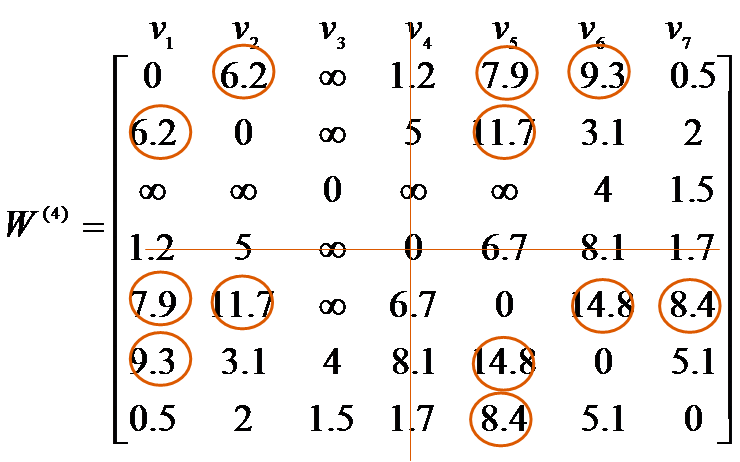 v1 v2 v3 v4 v5 v6 v7
0 6.2 ∞ 1.2 7.9 9.3 0.5
6.2 0 ∞ 5 11.7 3.1 2
∞ ∞ 0 ∞ ∞ 4 1.5
W(4) =
1.2 5 ∞ 0 6.7 8.1 1.7
7.9 11.7 ∞ 6.7 0 14.8 8.4
9.3 3.1 4 8.1 14.8 0 5.1
0.5 2 1.5 1.7 8.4 5.1 0